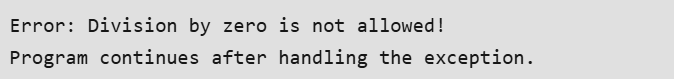 Error: Division by zero is not allowed!
Program continues after handling the exception.